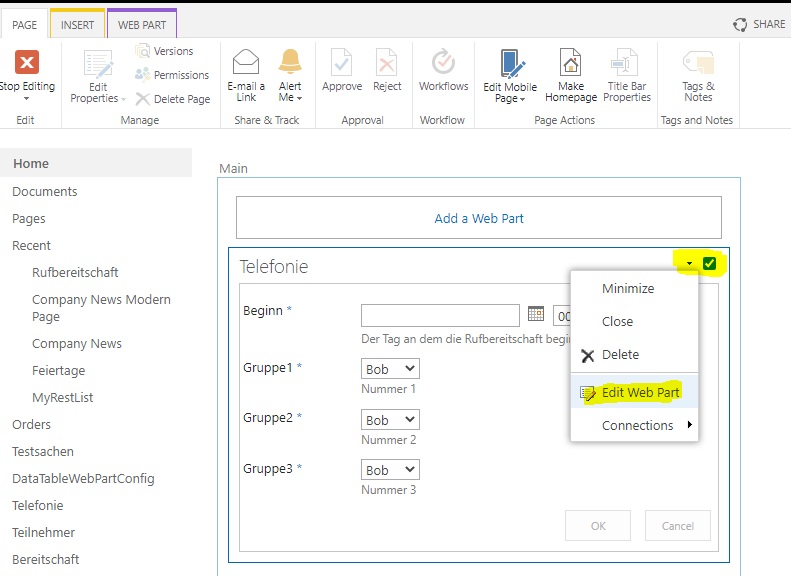 PAGE INSERT WEB PART SHARE
Stop Editing
Edit Properties
Versions
Permissions
Delete Page
E-mail a Link
Alert Me
Approve
Reject
Workflows
Edit Mobile Page
Make Homepage
Title Bar Properties
Tags & Notes
Edit Manage Share & Track Approval Workflow Page Actions Tags and Notes
Home
Documents
Pages
Recent
Rufbereitschaft
Company News Modern
Page
Company News
Feiertage
MyRestList
Orders
Testsachen
DataTableWebPartConfig
Telefonie
Teilnehmer
Bereitschaft
Main
Add a Web Part
Telefonie
Beginn *
00
Der Tag an dem die Rufbereitschaft
Gruppe1 * Bob
Nummer 1
Gruppe2 * Bob
Nummer 2
Gruppe3 * Bob
Nummer 3
OK Cancel
Minimize
Close
Delete
Edit Web Part
Connections